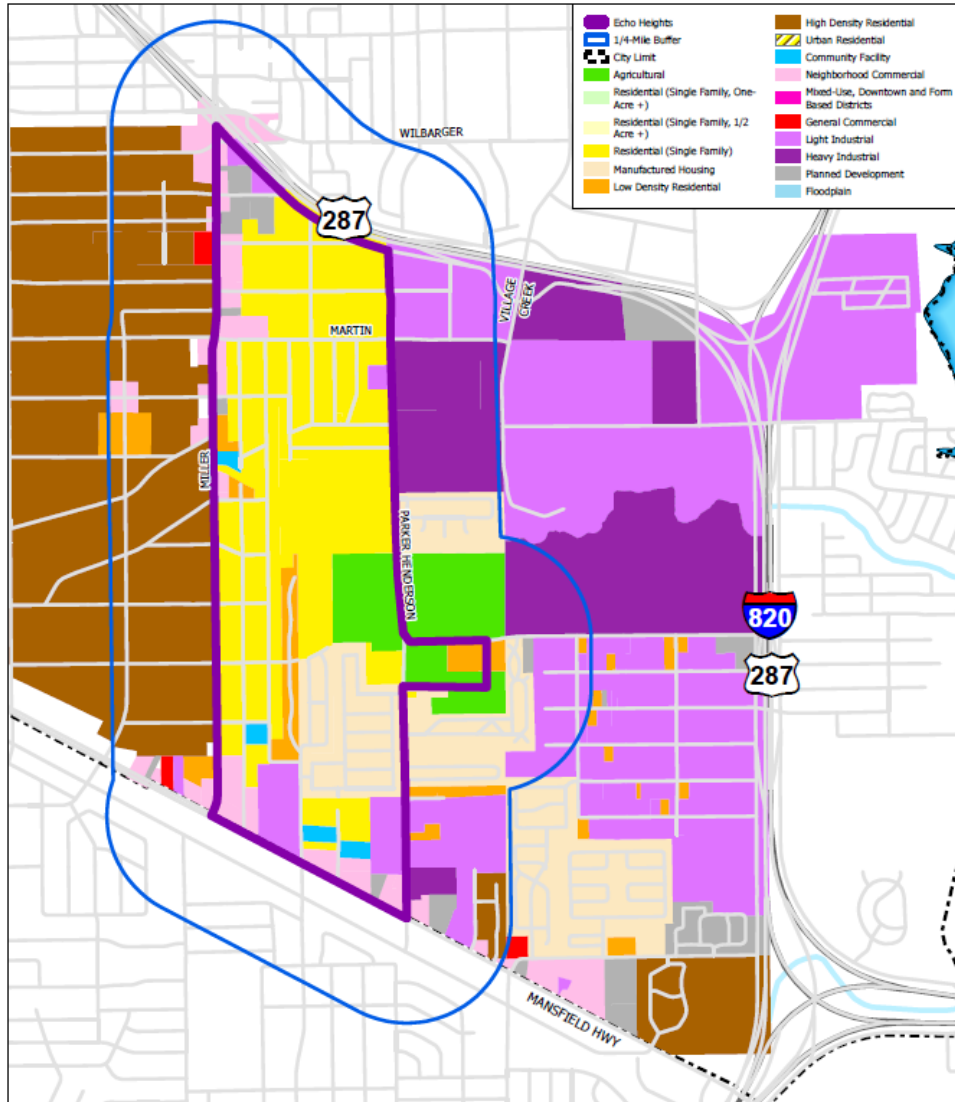 Echo Heights
1/4-Mile Buffer
City Limit
Agricultural
Residential (Single Family, One-
Acre +)
Residential (Single Family, 1/2
Acre +)
Residential (Single Family)
Manufactured Housing
Low Density Residential
High Density Residential
Urban Residential
Community Facility
Neighborhood Commercial
Mixed-Use, Downtown and Form
Based Districts
General Commercial
Light Industrial
Heavy Industrial
Planned Development
Floodplain
WILBARGER
287
VILLAGE
CREEK
MARTIN
MILLER
PARKER HENDERSON
820
287
MANSFIELD HWY